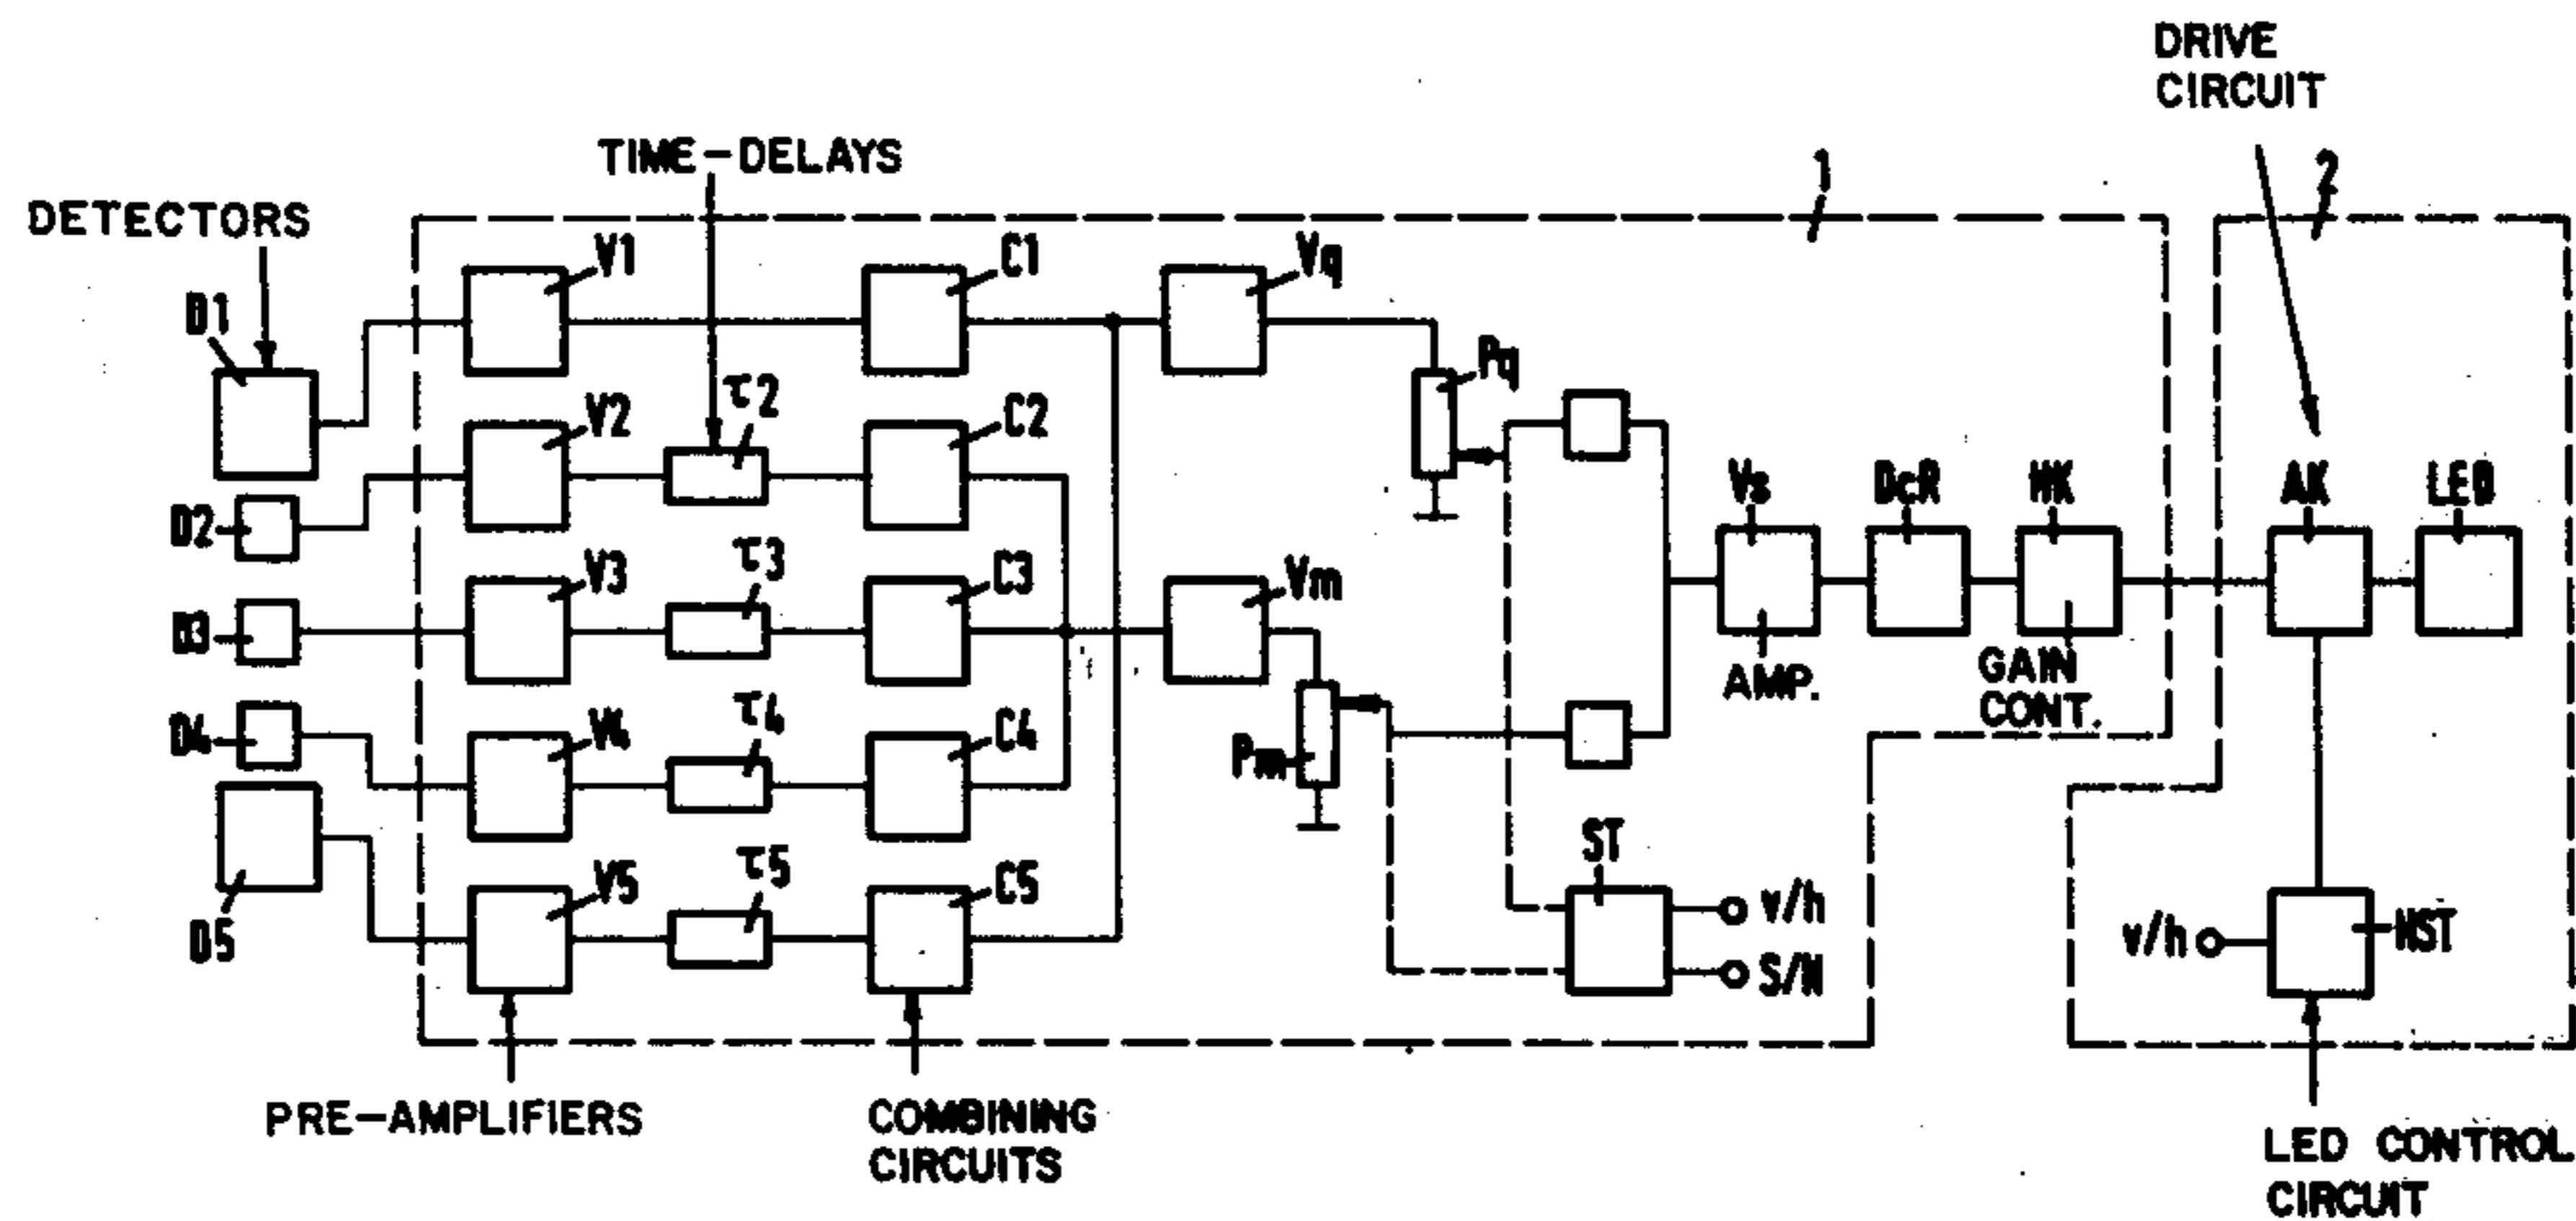 DRIVE
CIRCUIT
TIME-DELAYS
1
2
DETECTORS
V1
C1
Vq
D1
Pq
τ2
V2
C2
Vs
DcR
HK
AK
LED
D2
τ3
V3
C3
Vm
D3
GAIN
CONT.
AMP.
τ4
V4
C4
D4
Pm
ST
τ5
V5
C5
v/h
D5
v/h
S/N
HST
PRE-AMPLIFIERS
COMBINING
CIRCUITS
LED CONTROL
CIRCUIT